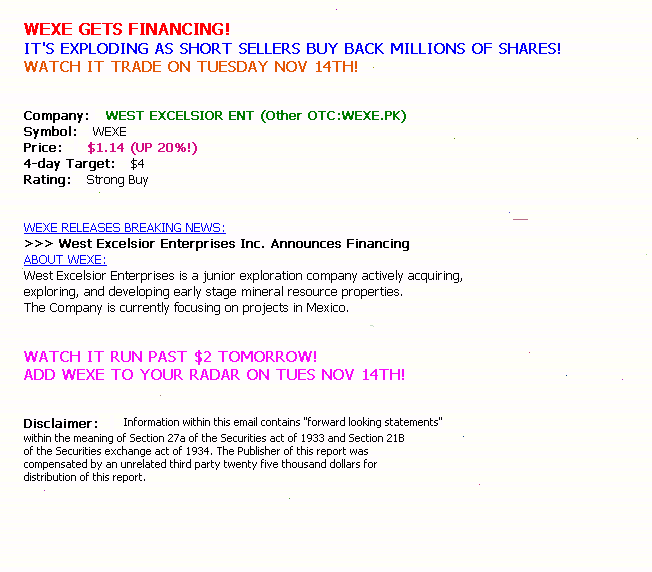 WEXE GETS FINANCING!
IT'S EXPLODING AS SHORT SELLERS BUY BACK MILLIONS OF SHARES!
WATCH IT TRADE ON TUESDAY NOV 14TH!
Company: WEST EXCELSIOR ENT (Other OTC:WEXE.PK)
Symbol: WEXE
Price: $1.14 (UP 20%!)
4-day Target: $4
Rating: Strong Buy
WEXE RELEASES BREAKING NEWS:
>>> West Excelsior Enterprises Inc. Announces Financing
ABOUT WEXE:
West Excelsior Enterprises is a junior exploration company actively acquiring,
exploring, and developing early stage mineral resource properties.
The Company is currently focusing on projects in Mexico.
WATCH IT RUN PAST $2 TOMORROW!
ADD WEXE TO YOUR RADAR ON TUES NOV 14TH!
Disclaimer: Information within this email contains "forward looking statements"
within the meaning of Section 27a of the Securities act of 1933 and Section 21B
of the Securities exchange act of 1934. The Publisher of this report was
compensated by an unrelated third party twenty five thousand dollars for
distribution of this report.